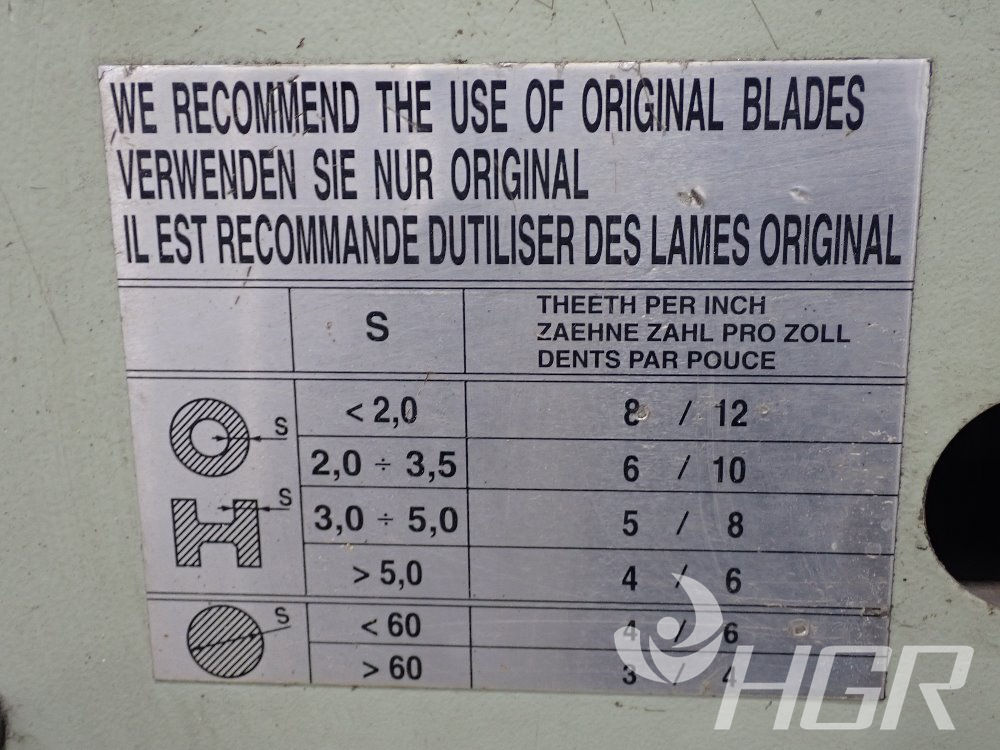 WE RECOMMEND THE USE OF ORIGINAL BLADES
VERWENDEN SIE NUR ORIGINAL
IL EST RECOMMANDE DUTILISER DES LAMES ORIGINAL
S
THEETH PER INCH
ZAEHNE ZAHL PRO ZOLL
DENTS PAR POUCE
S
< 2,0 8 / 12
2,0 ÷ 3,5 6 / 10
S
3,0 ÷ 5,0 5 / 8
> 5,0 4 / 6
S
< 60 4 / 6
> 60 3 / 4
HGR